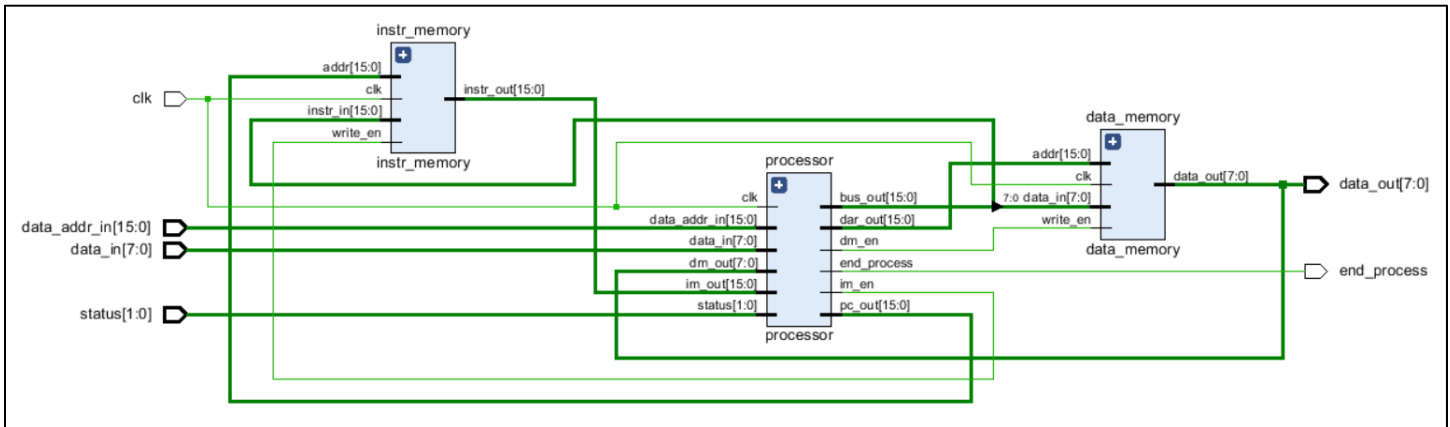 instr_memory
addr[15:0]
clk
instr_in[15:0]
write_en
instr_out[15:0]
instr_memory
clk
data_addr_in[15:0]
data_in[7:0]
status[1:0]
processor
clk
data_addr_in[15:0]
data_in[7:0]
dm_out[7:0]
im_out[15:0]
status[1:0]
bus_out[15:0]
dar_out[15:0]
dm_en
end_process
im_en
pc_out[15:0]
processor
data_memory
addr[15:0]
clk
7:0 data_in[7:0]
write_en
data_out[7:0]
data_memory
data_out[7:0]
end_process